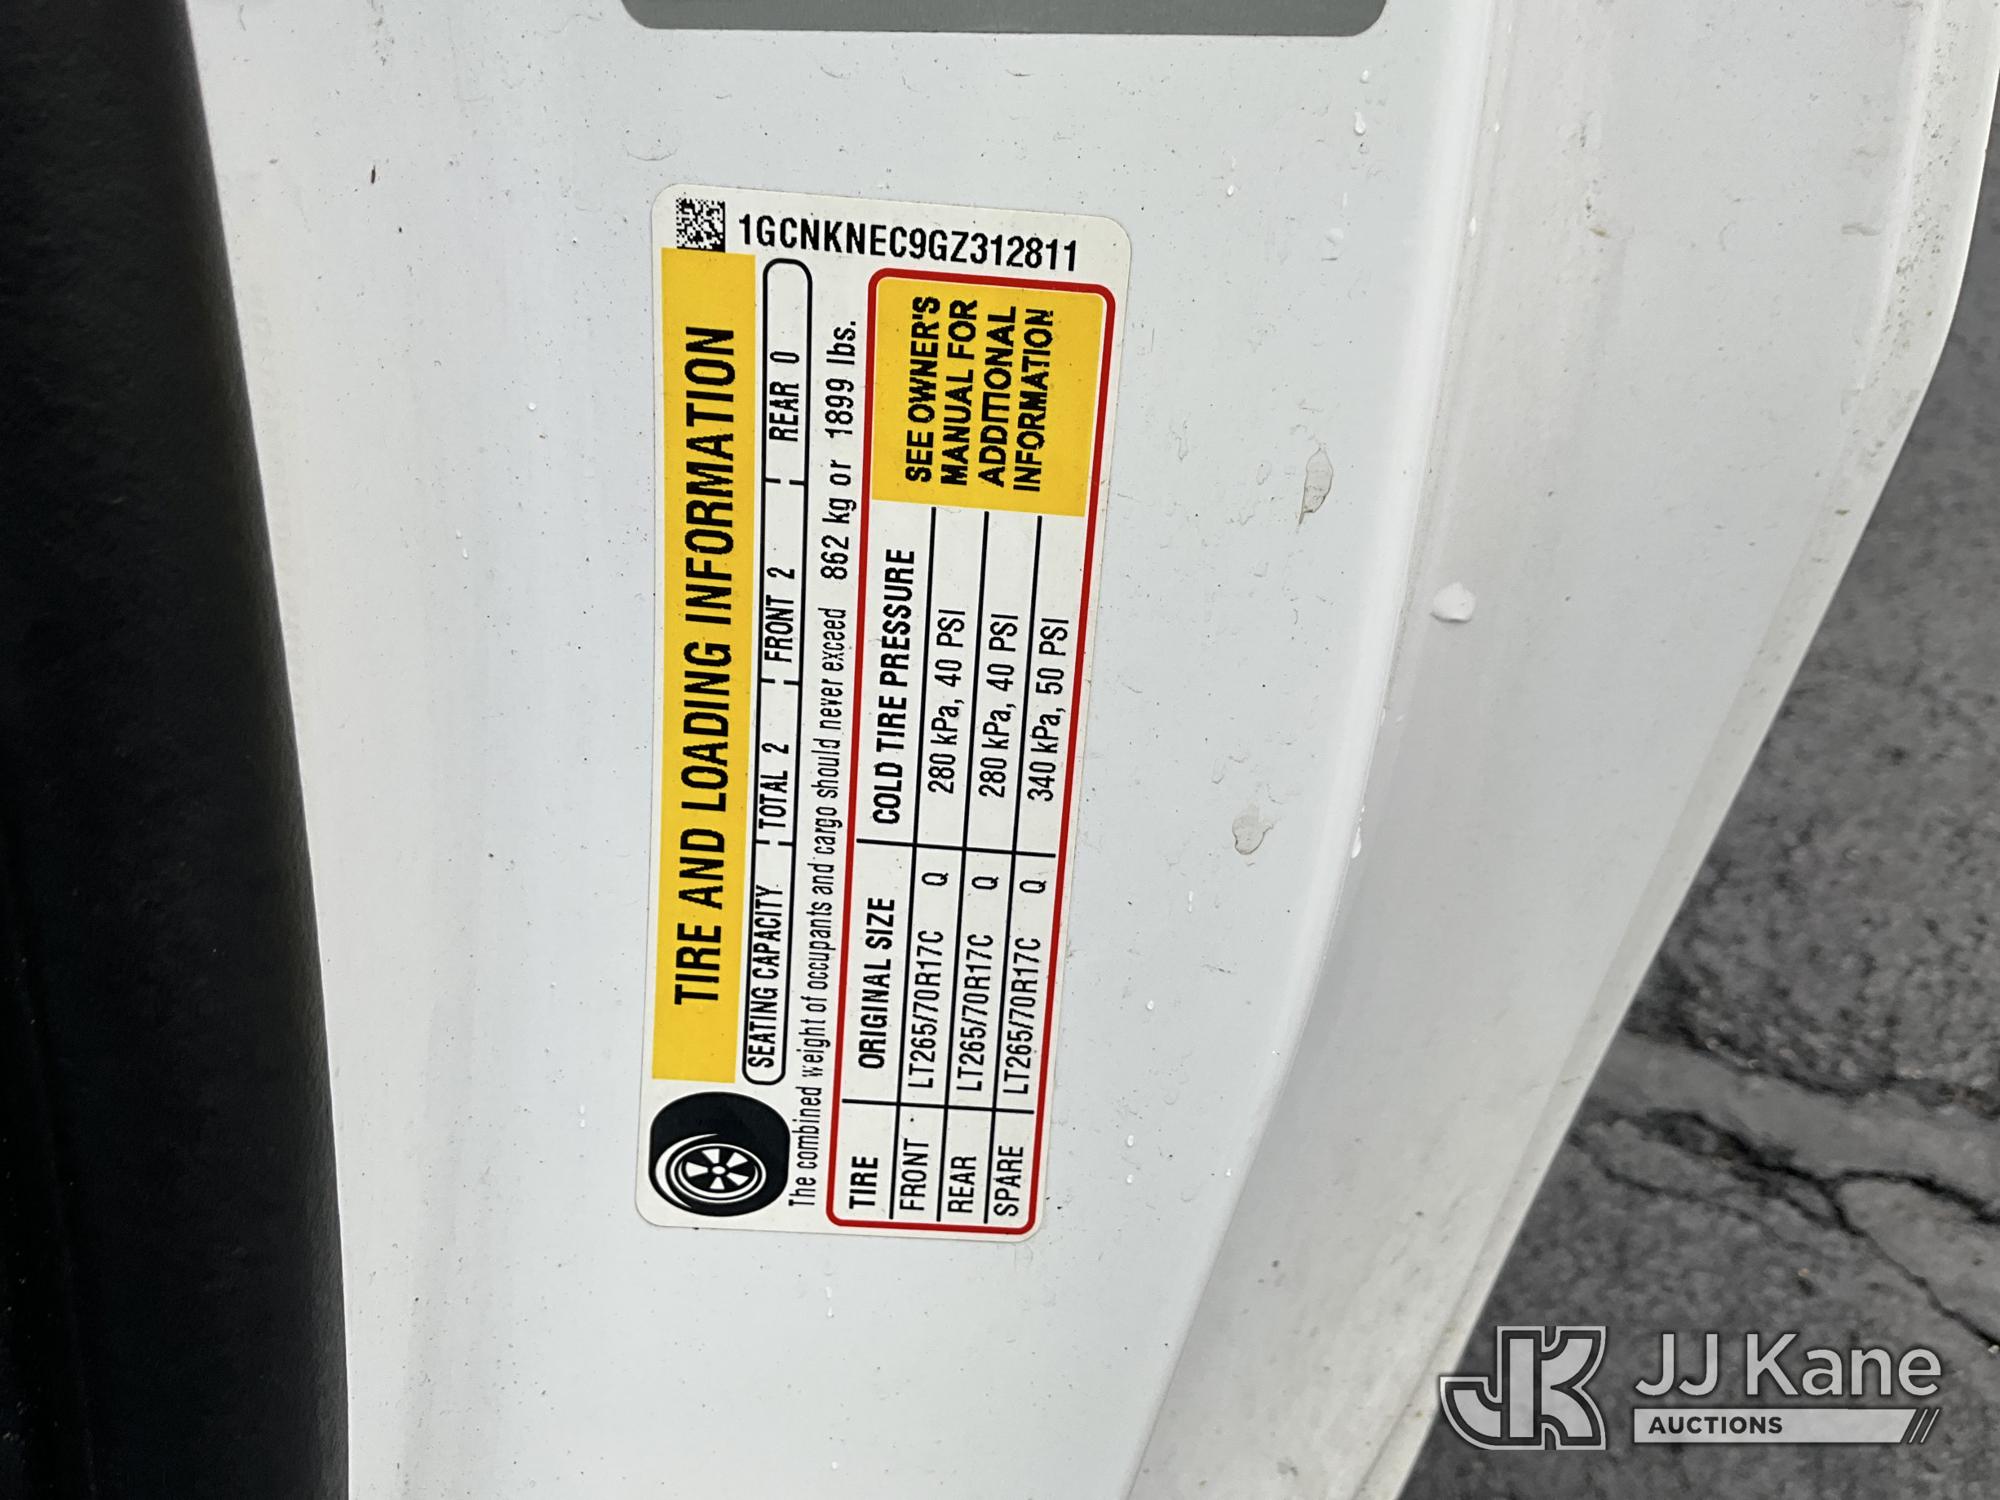 1GCNKNEC9GZ312811
TIRE AND LOADING INFORMATION
SEATING CAPACITY TOTAL 2 FRONT 2 REAR 0
The combined weight of occupants and cargo should never exceed 862 kg or 1899 lbs.
TIRE ORIGINAL SIZE COLD TIRE PRESSURE
FRONT LT265/70R17C Q 280 kPa, 40 PSI
REAR LT265/70R17C Q 280 kPa, 40 PSI
SPARE LT265/70R17C Q 340 kPa, 50 PSI
SEE OWNER'S
MANUAL FOR
ADDITIONAL
INFORMATION
JK JJ Kane
AUCTIONS